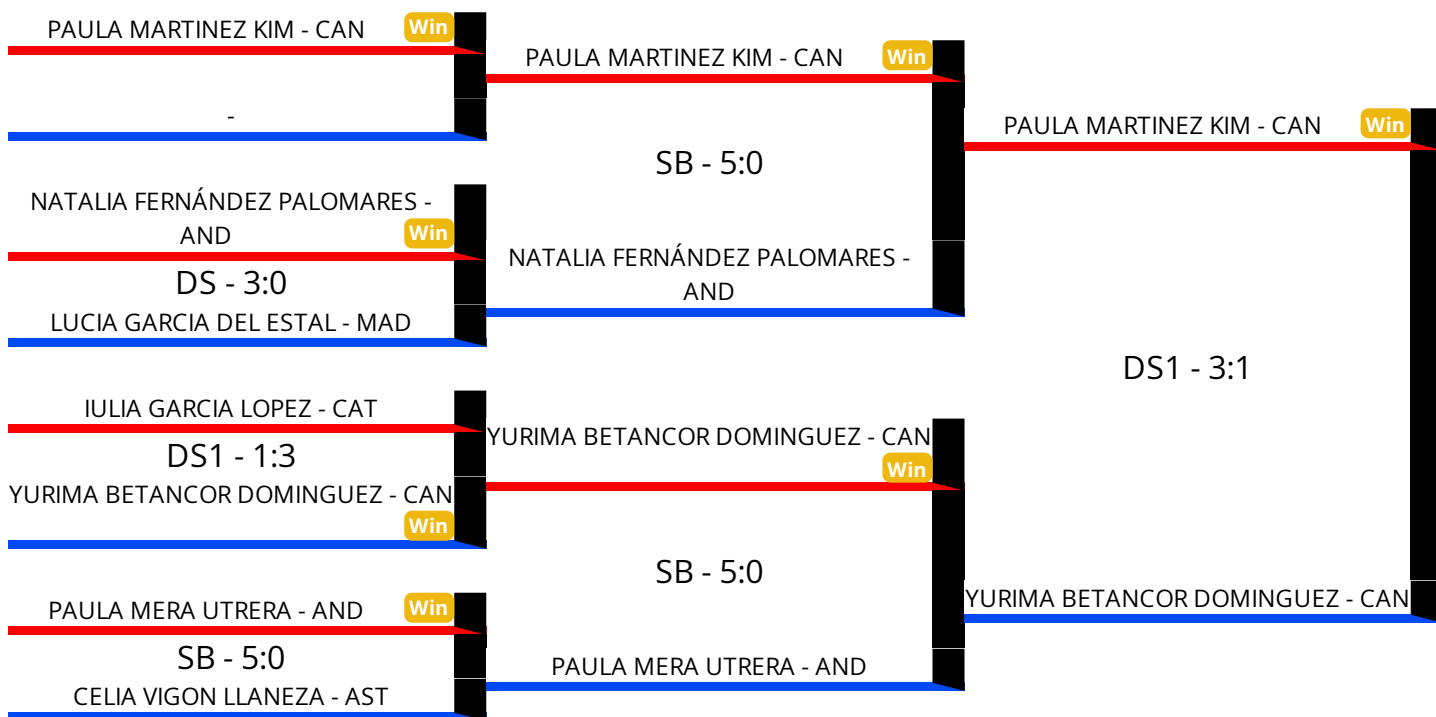 PAULA MARTINEZ KIM - CAN Win
-
NATALIA FERNÁNDEZ PALOMARES -
AND Win
DS - 3:0
LUCIA GARCIA DEL ESTAL - MAD
IULIA GARCIA LOPEZ - CAT
DS1 - 1:3
YURIMA BETANCOR DOMINGUEZ - CAN
Win
PAULA MERA UTRERA - AND Win
SB - 5:0
CELIA VIGON LLANEZA - AST
PAULA MARTINEZ KIM - CAN Win
SB - 5:0
NATALIA FERNÁNDEZ PALOMARES -
AND
YURIMA BETANCOR DOMINGUEZ - CAN
Win
SB - 5:0
PAULA MERA UTRERA - AND
PAULA MARTINEZ KIM - CAN Win
DS1 - 3:1
YURIMA BETANCOR DOMINGUEZ - CAN